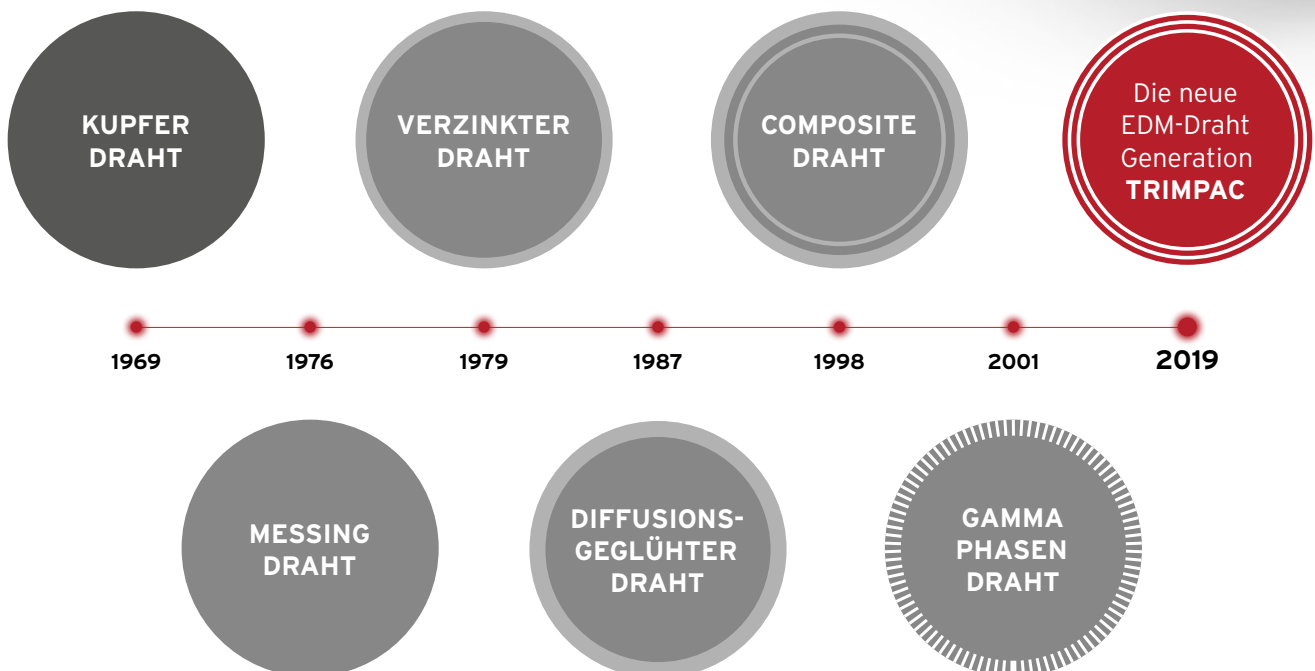 KUPFER
DRAHT
VERZINKTER
DRAHT
COMPOSITE
DRAHT
Die neue
EDM-Draht
Generation
TRIMPAC
1969
1976
1979
1987
1998
2001
2019
MESSING
DRAHT
DIFFUSIONS-
GEGLÜHTER
DRAHT
GAMMA
PHASEN
DRAHT